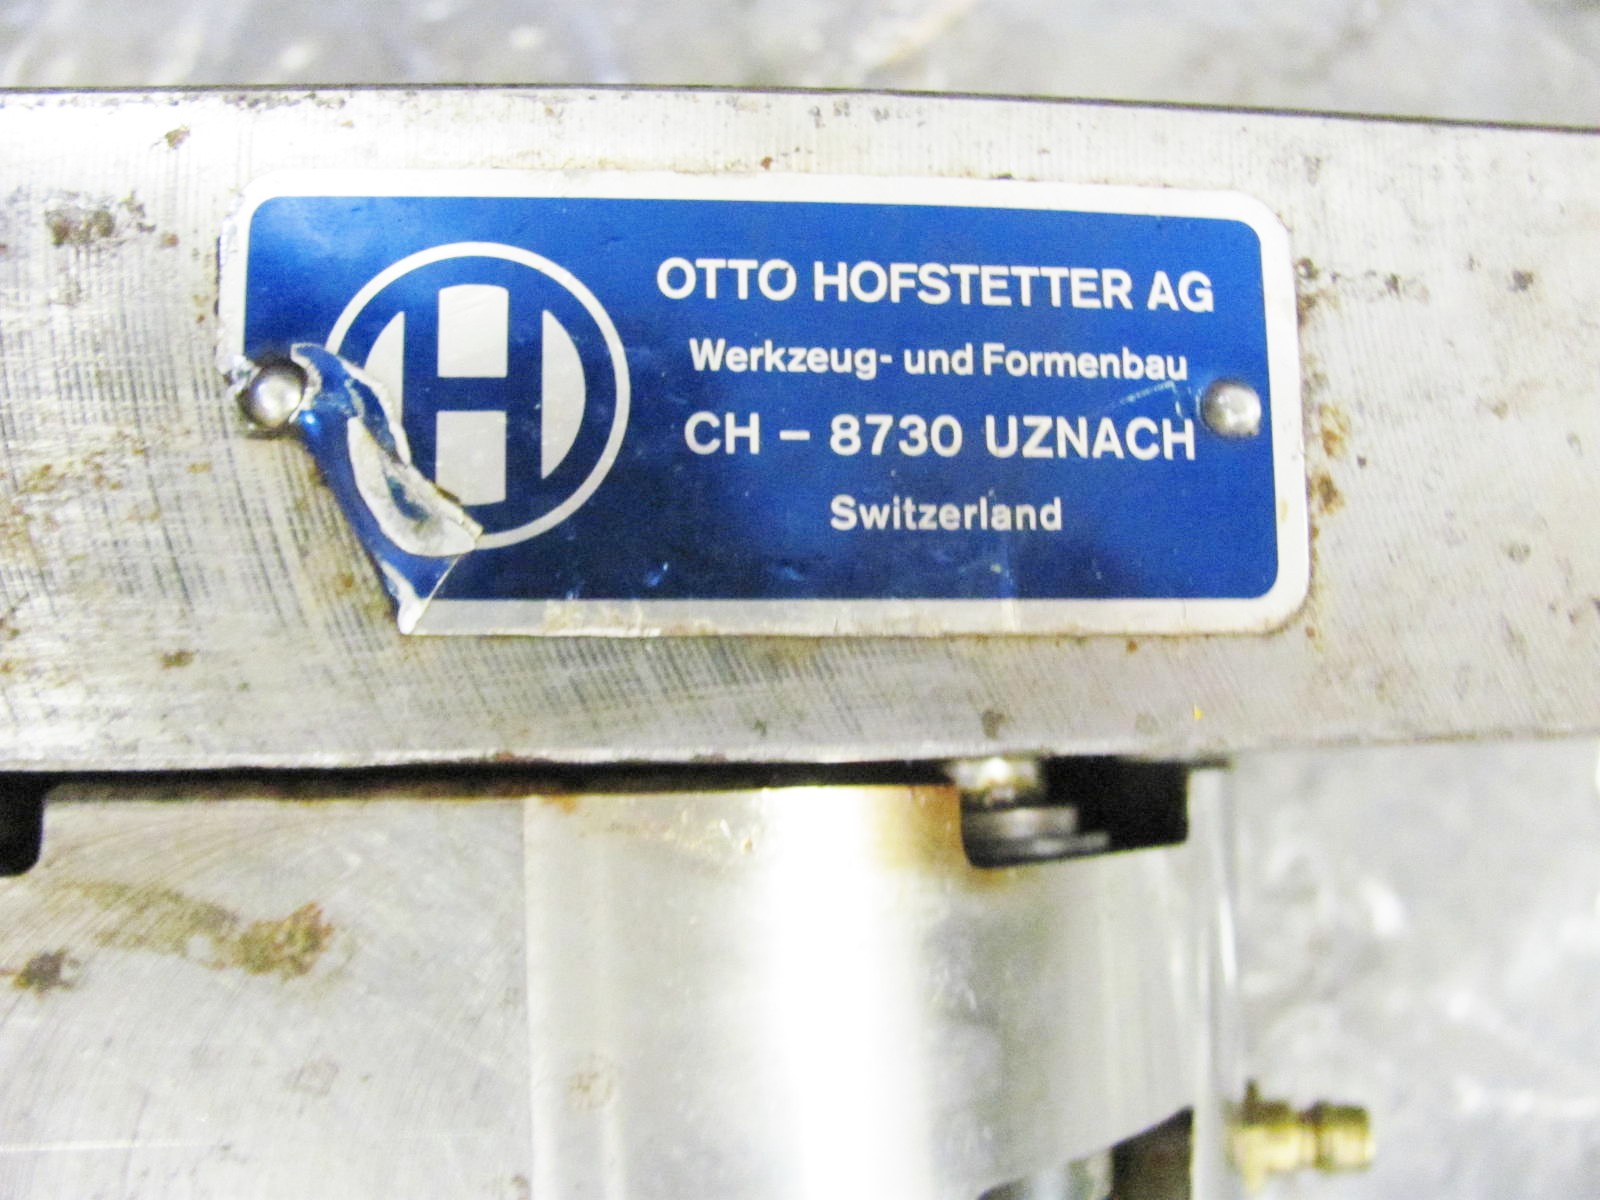 H
OTTO HOFSTETTER AG
Werkzeug- und Formenbau
CH – 8730 UZNACH
Switzerland